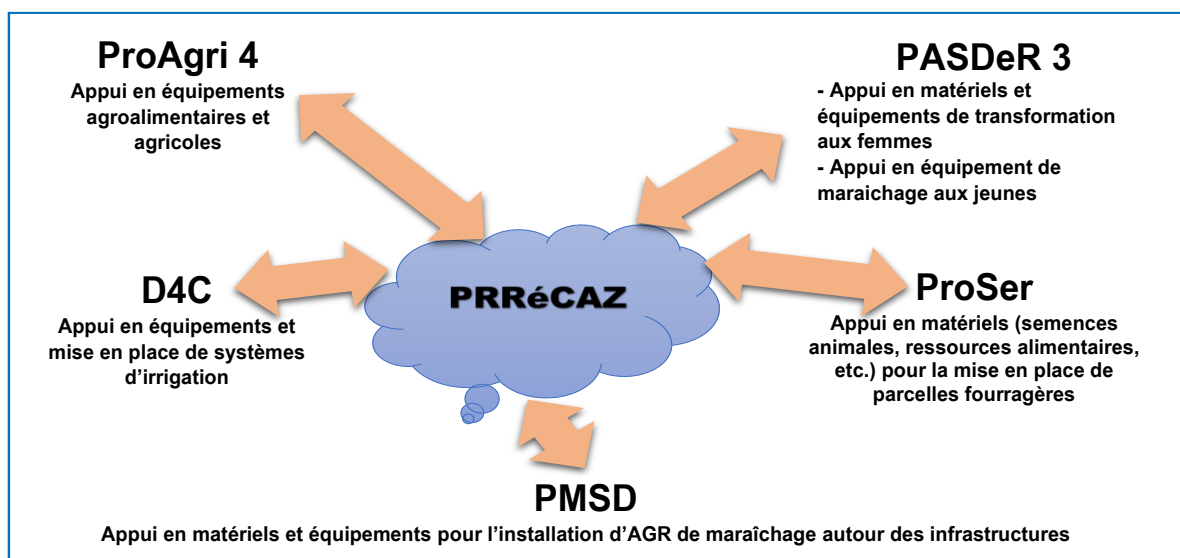 ProAgri 4
Appui en équipements
agroalimentaires et
agricoles
PASDeR 3
- Appui en matériels et
équipements de transformation
aux femmes
- Appui en équipement de
maraichage aux jeunes
PRRéCAZ
D4C
Appui en équipements et
mise en place de systèmes
d’irrigation
ProSer
Appui en matériels (semences
animales, ressources alimentaires,
etc.) pour la mise en place de
parcelles fourragères
PMSD
Appui en matériels et équipements pour l’installation d’AGR de maraîchage autour des infrastructures